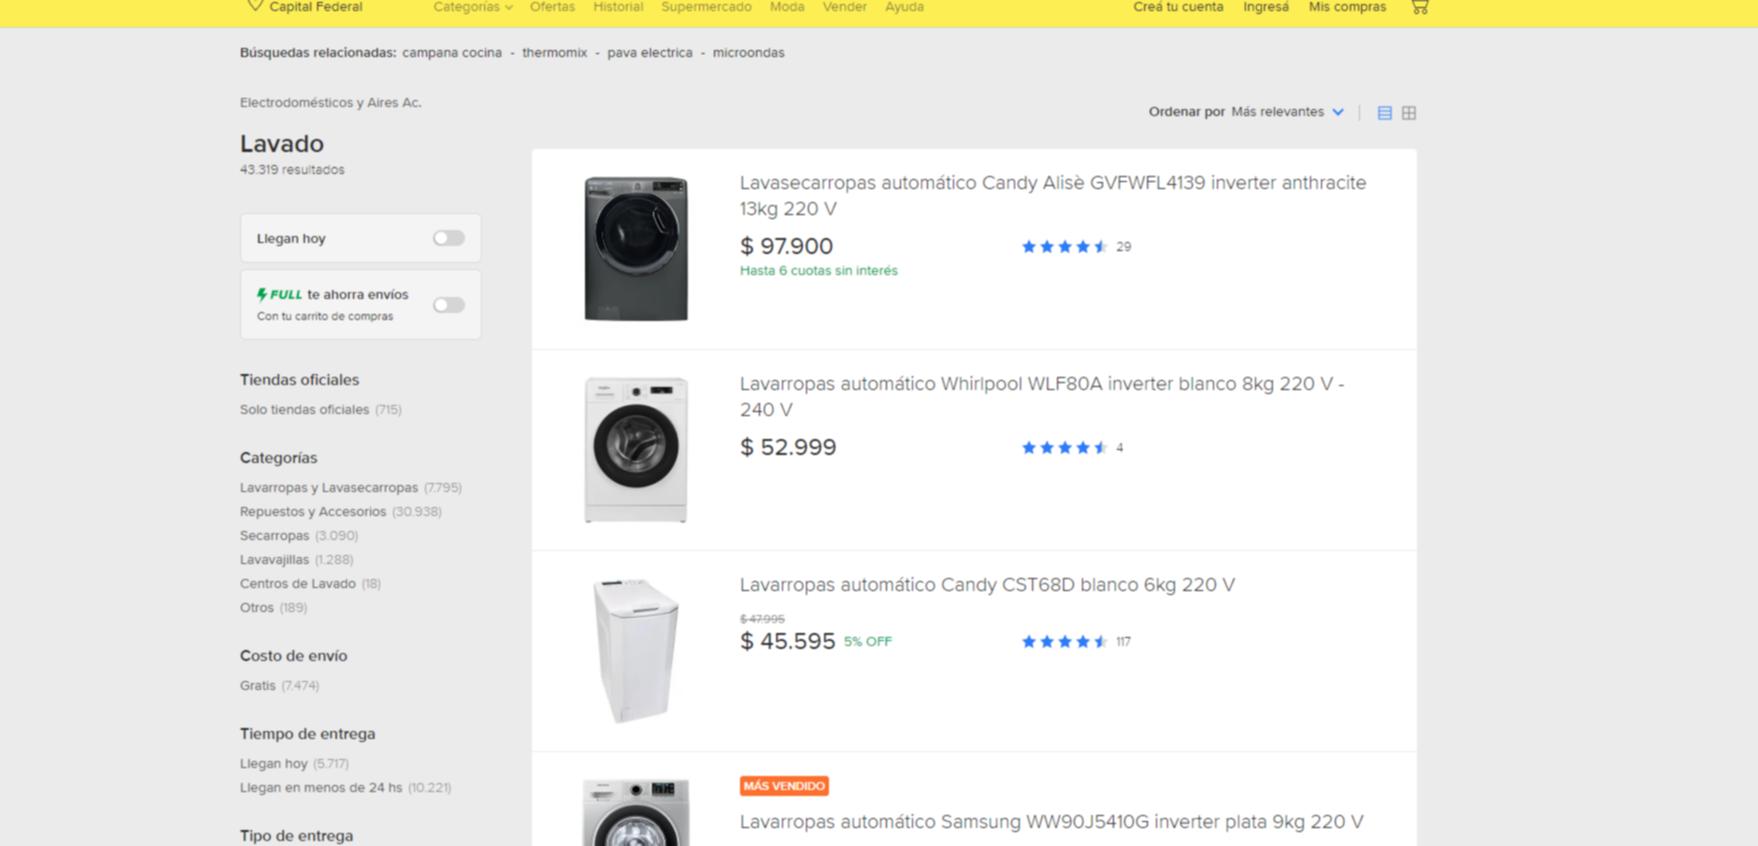 Capital Federal
Categorías Ofertas Historial Supermercado Moda Vender Ayuda
Creá tu cuenta Ingresá Mis compras
Búsquedas relacionadas: campana cocina - thermomix - pava electrica - microondas
Electrodomésticos y Aires Ac.
Lavado
43.319 resultados
Llegan hoy
FULL te ahorra envíos
Con tu carrito de compras
Tiendas oficiales
Solo tiendas oficiales (715)
Categorías
Lavarropas y Lavasecarropas (7.795)
Repuestos y Accesorios (30.938)
Secarropas (3.090)
Lavavajillas (1.288)
Centros de Lavado (18)
Otros (189)
Costo de envío
Gratis (7.474)
Tiempo de entrega
Llegan hoy (5.717)
Llegan en menos de 24 hs (10.221)
Tipo de entrega
Ordenar por Más relevantes
Lavasecarropas automático Candy Alisè GVFWFL4139 inverter anthracite
13kg 220 V
$ 97.900
29
Hasta 6 cuotas sin interés
Lavarropas automático Whirlpool WLF80A inverter blanco 8kg 220 V -
240 V
$ 52.999
4
Lavarropas automático Candy CST68D blanco 6kg 220 V
$ 47.995
$ 45.595 5% OFF
117
MÁS VENDIDO
Lavarropas automático Samsung WW90J5410G inverter plata 9kg 220 V